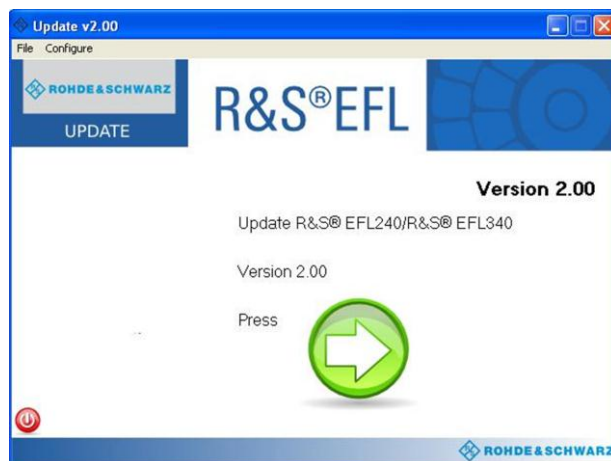 Update v2.00
File Configure
ROHDE & SCHWARZ
UPDATE
R&S®EFL
Version 2.00
Update R&S® EFL240/R&S® EFL340
Version 2.00
Press
ROHDE & SCHWARZ